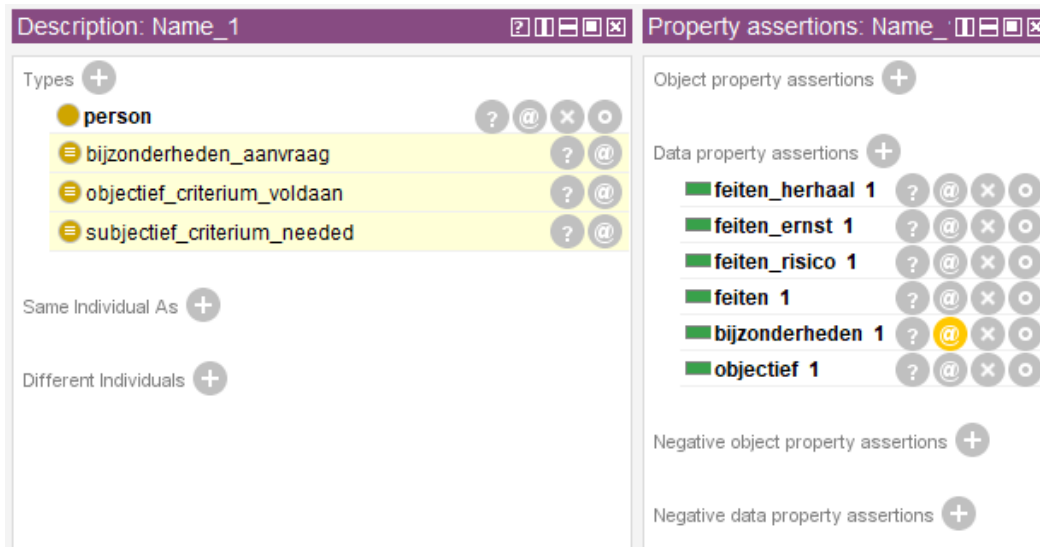 Description: Name_1
Types
person
bijzonderheden_aanvraag
objectief_criterium_voldaan
subjectief_criterium_needed
Same Individual As
Different Individuals
Property assertions: Name_
Object property assertions
Data property assertions
feiten_herhaal 1
feiten_ernst 1
feiten_risico 1
feiten 1
bijzonderheden 1
objectief 1
Negative object property assertions
Negative data property assertions